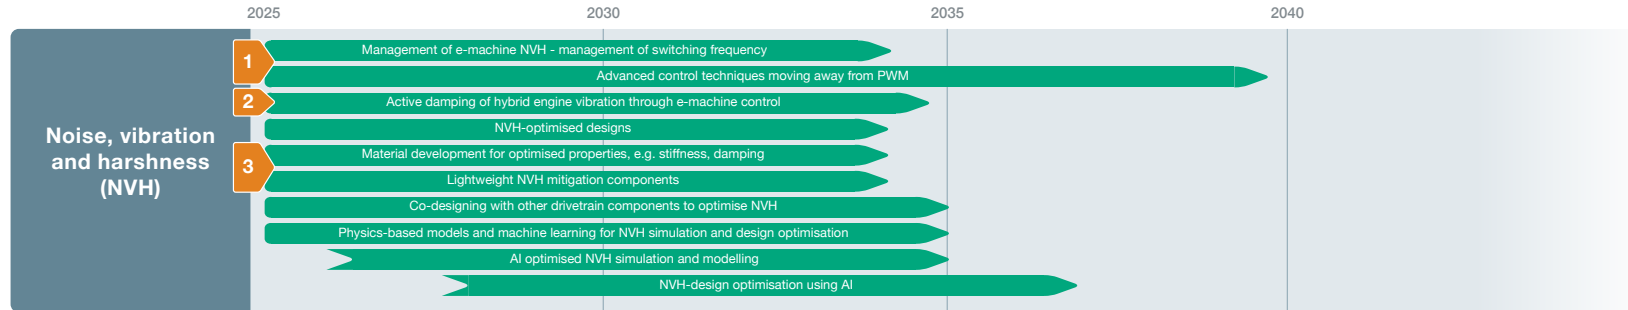 2025 2030 2035 2040
1
Management of e-machine NVH - management of switching frequency
Advanced control techniques moving away from PWM
2
Active damping of hybrid engine vibration through e-machine control
NVH-optimised designs
Noise, vibration
and harshness
(NVH)
3
Material development for optimised properties, e.g. stiffness, damping
Lightweight NVH mitigation components
Co-designing with other drivetrain components to optimise NVH
Physics-based models and machine learning for NVH simulation and design optimisation
AI optimised NVH simulation and modelling
NVH-design optimisation using AI